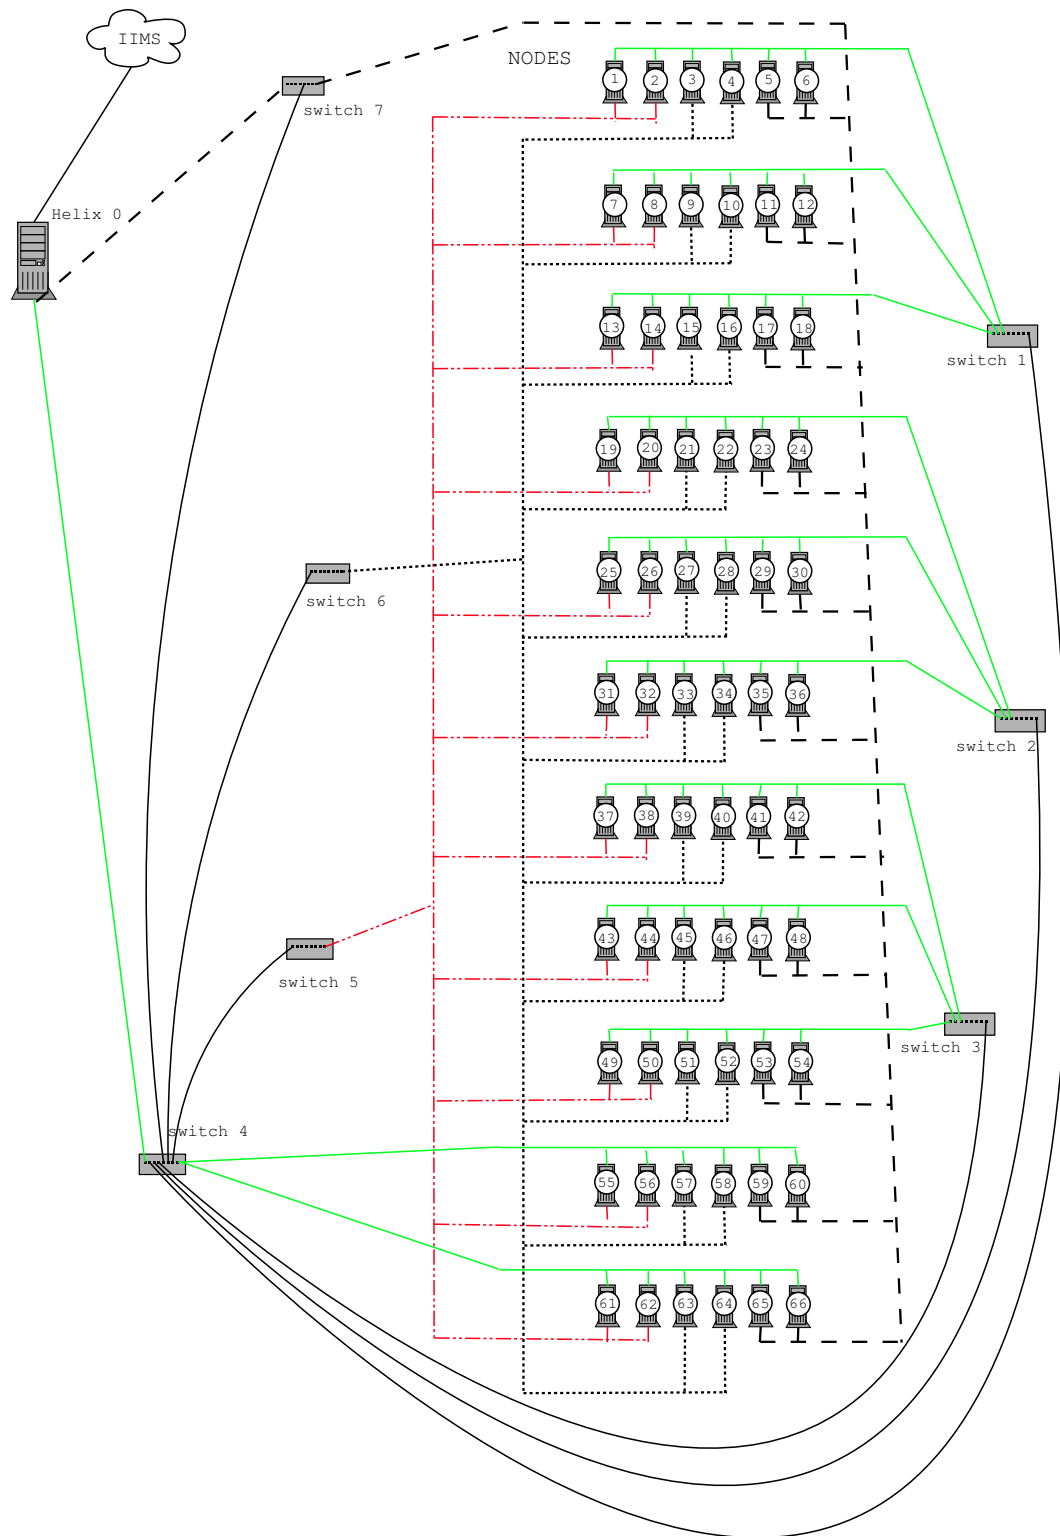 IIMS
NODES
1 2 3 4 5 6
switch 7
7 8 9 10 11 12
Helix 0
13 14 15 16 17 18
switch 1
19 20 21 22 23 24
25 26 27 28 29 30
switch 6
31 32 33 34 35 36
switch 2
37 38 39 40 41 42
43 44 45 46 47 48
switch 5
switch 3
49 50 51 52 53 54
switch 4
55 56 57 58 59 60
61 62 63 64 65 66